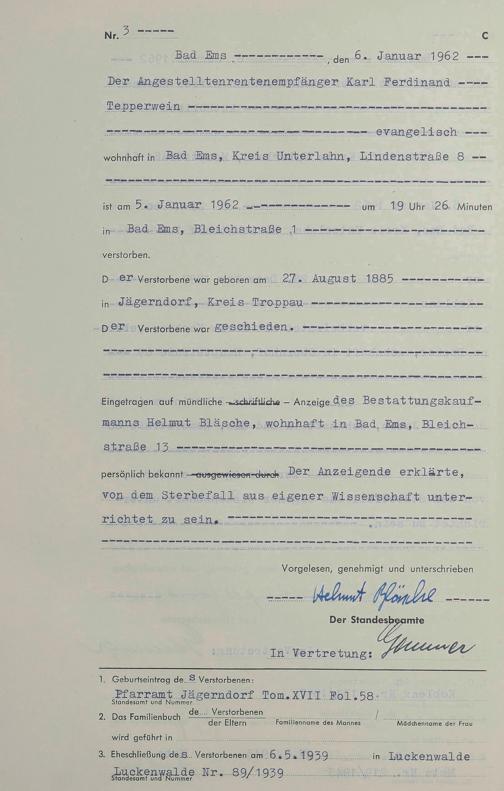 Nr. 3 ----- C
Bad Ems ------------, den 6. Januar 1962 ---
Der Angestelltenrentenempfänger Karl Ferdinand ----
Tepperwein ----------------------------------------
----------------------------------- evangelisch ---
wohnhaft in Bad Ems, Kreis Unterlahn, Lindenstraße 8 --
---------------------------------------------------
ist am 5. Januar 1962 --------------- um 19 Uhr 26 Minuten
in Bad Ems, Bleichstraße 1 ------------------------
verstorben.
D er Verstorbene war geboren am 27. August 1885 -----------
in Jägerndorf, Kreis Troppau ----------------------
Der Verstorbene war geschieden. ------------------------
---------------------------------------------------
---------------------------------------------------
Eingetragen auf mündliche – schriftliche – Anzeige des Bestattungskauf-
manns Helmut Bläsche, wohnhaft in Bad Ems, Bleich-
straße 13 -----------------------------------------
persönlich bekannt – ausgewiesen durch Der Anzeigende erklärte,
von dem Sterbefall aus eigener Wissenschaft unter-
richtet zu sein. ----------------------------------
---------------------------------------------------
Vorgelesen, genehmigt und unterschrieben
----- Helmut Bläsche ------
Der Standesbeamte
In Vertretung:
1. Geburtseintrag des Verstorbenen:
Pfarramt Jägerndorf Tom.XVII Fol.58-
Standesamt und Nummer
2. Das Familienbuch de... Verstorbenen /
der Eltern Familienname des Mannes Mädchenname der Frau
wird geführt in
3. Eheschließung des.. Verstorbenen am 6.5.1939 in Luckenwalde
Luckenwalde Nr. 89/1939
Standesamt und Nummer